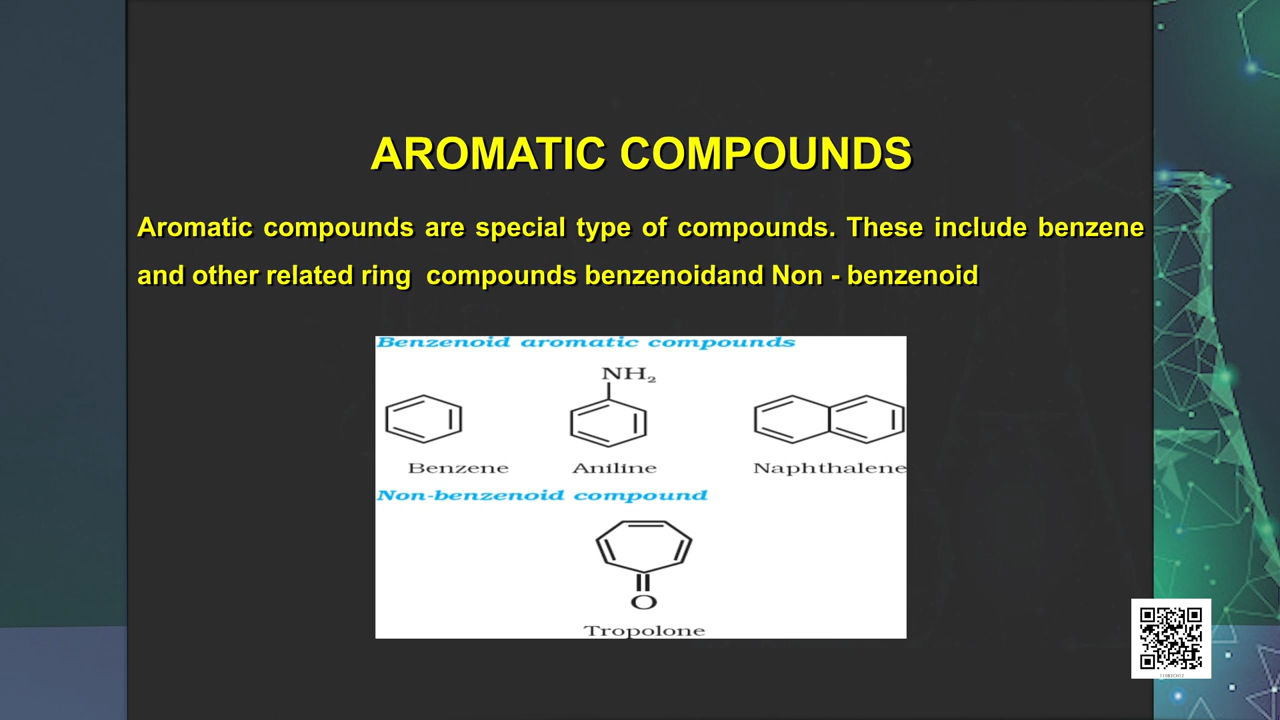 AROMATIC COMPOUNDS
Aromatic compounds are special type of compounds. These include benzene
and other related ring compounds benzenoidand Non - benzenoid
Benzenoid aromatic compounds
NH₂
Benzene Aniline Naphthalene
Non-benzenoid compound
O
Tropolone